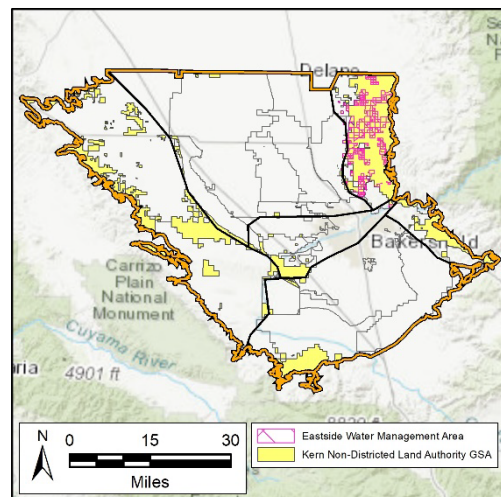 Delano
Bakersfield
Carrizo
Plain
National
Monument
Cuyama River
4901 ft
N
0 15 30
Miles
Eastside Water Management Area
Kern Non-Districted Land Authority GSA